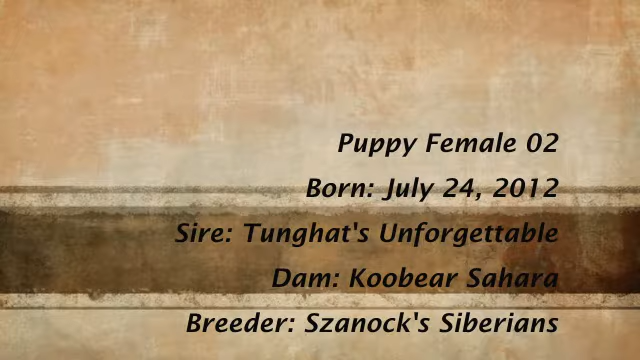 Puppy Female 02
Born: July 24, 2012
Sire: Tunghat's Unforgettable
Dam: Koobear Sahara
Breeder: Szanock's Siberians